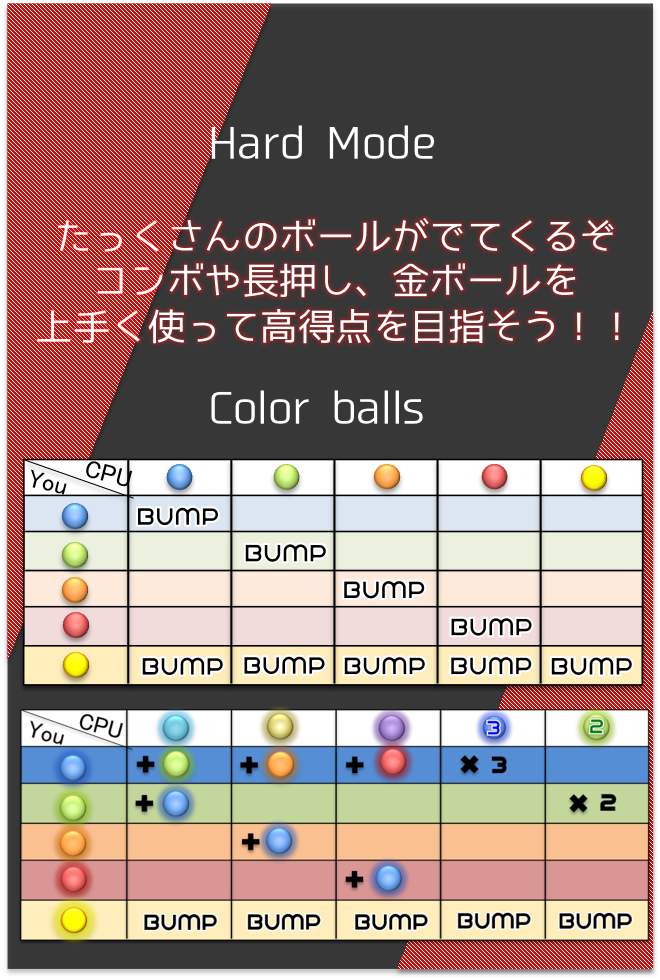 Hard Mode
たっくさんのボールがでてくるぞ
コンボや長押し、金ボールを
上手く使って高得点を目指そう！！
Color balls
You CPU
BUMP
BUMP
BUMP
BUMP
BUMP BUMP BUMP BUMP BUMP
You CPU 3 2
+ + + × 3
+ × 2
+
+
BUMP BUMP BUMP BUMP BUMP